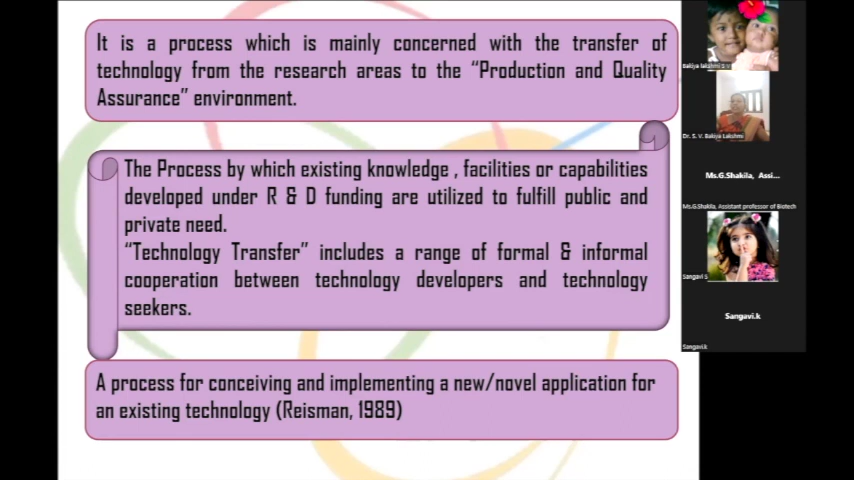 It is a process which is mainly concerned with the transfer of
technology from the research areas to the “Production and Quality
Assurance” environment.
The Process by which existing knowledge , facilities or capabilities
developed under R & D funding are utilized to fulfill public and
private need.
“Technology Transfer” includes a range of formal & informal
cooperation between technology developers and technology
seekers.
A process for conceiving and implementing a new/novel application for
an existing technology (Reisman, 1989)
Bakiya lakshmi S V
Dr. S. V. Bakiya Lakshmi
Ms.G.Shakila, Assi...
Ms.G.Shakila, Assistant professor of Biotech
Sangavi S
Sangavi.k
Sangavi.k